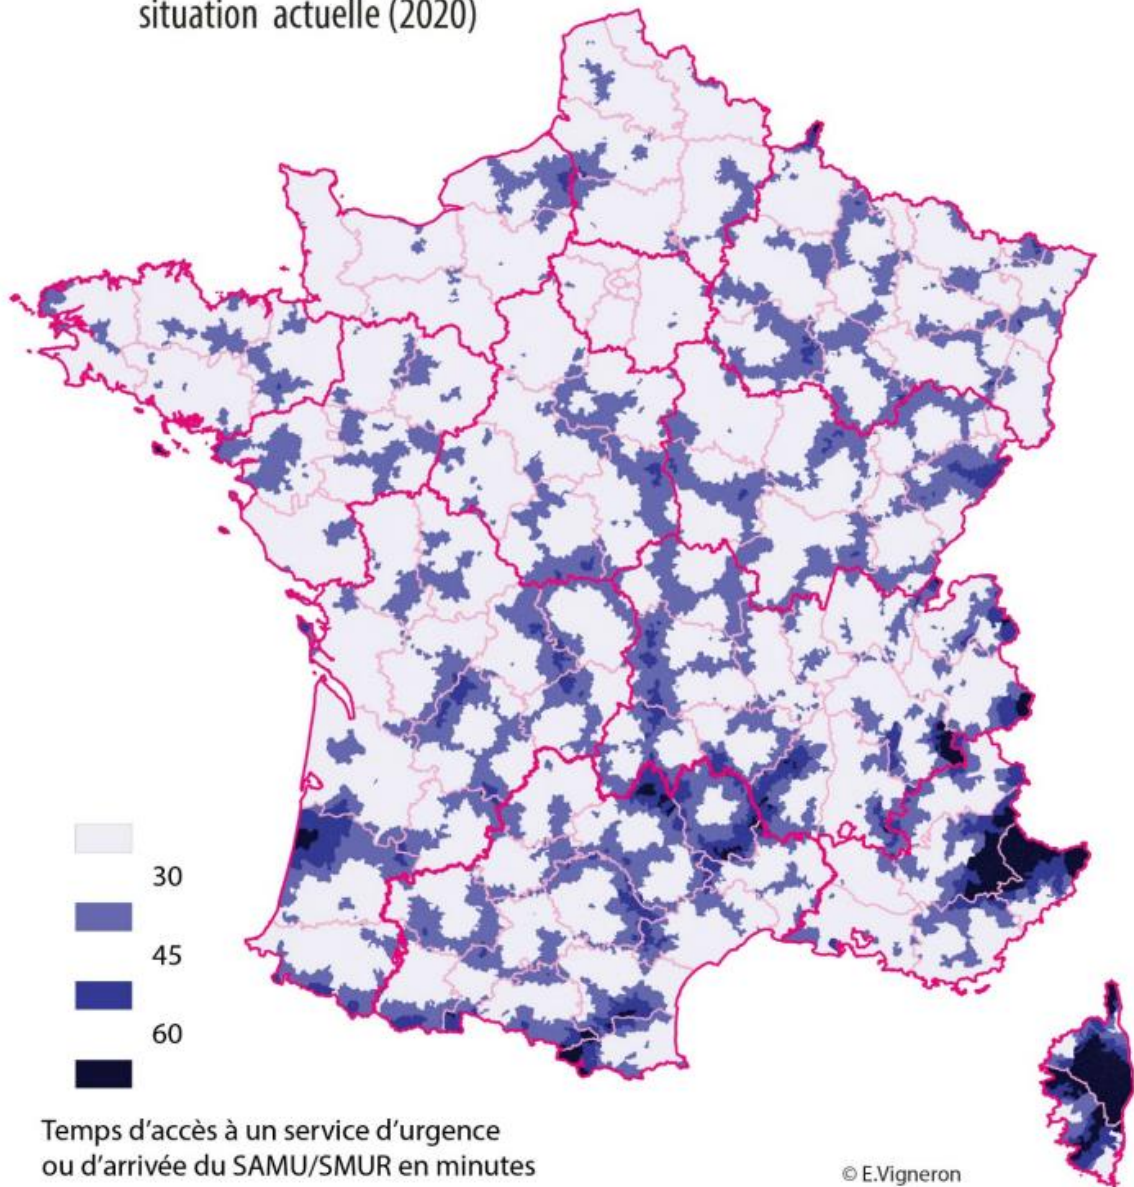 situation actuelle (2020)
30
45
60
Temps d'accès à un service d'urgence
ou d'arrivée du SAMU/SMUR en minutes
© E.Vigneron